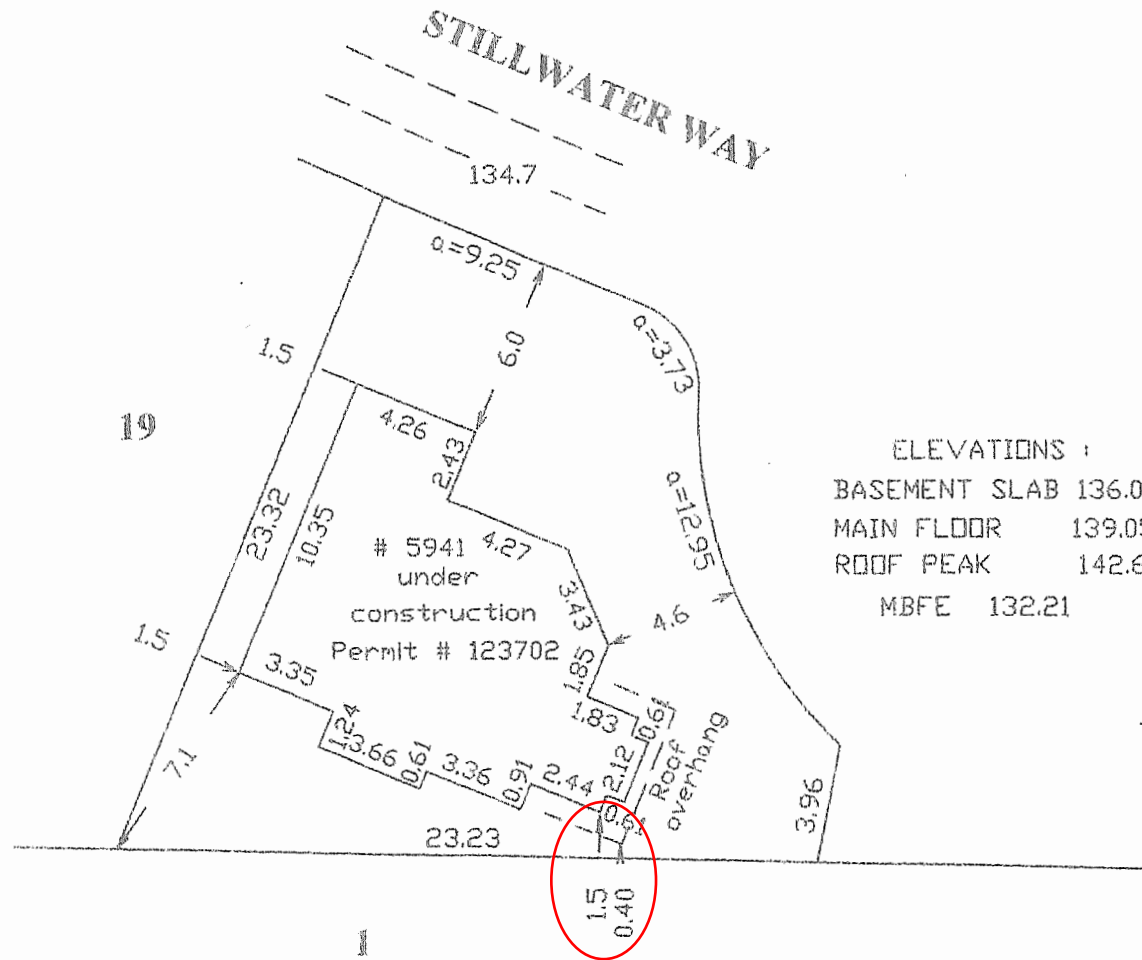 STILLWATER WAY
134.7
a=9.25
6.0
a=3.73
1.5
19
4.26
2.43
ELEVATIONS :
BASEMENT SLAB 136.0
MAIN FLOOR 139.05
ROOF PEAK 142.6
MBFE 132.21
a=12.95
23.32
10.35
4.27
# 5941
under
construction
Permit # 123702
3.43
4.6
1.5
3.35
1.85
1.83
0.61
1.24
3.66
0.61
3.36
0.91
2.44
2.12
Roof
overhang
7.1
0.61
3.96
23.23
1.5
0.40
1